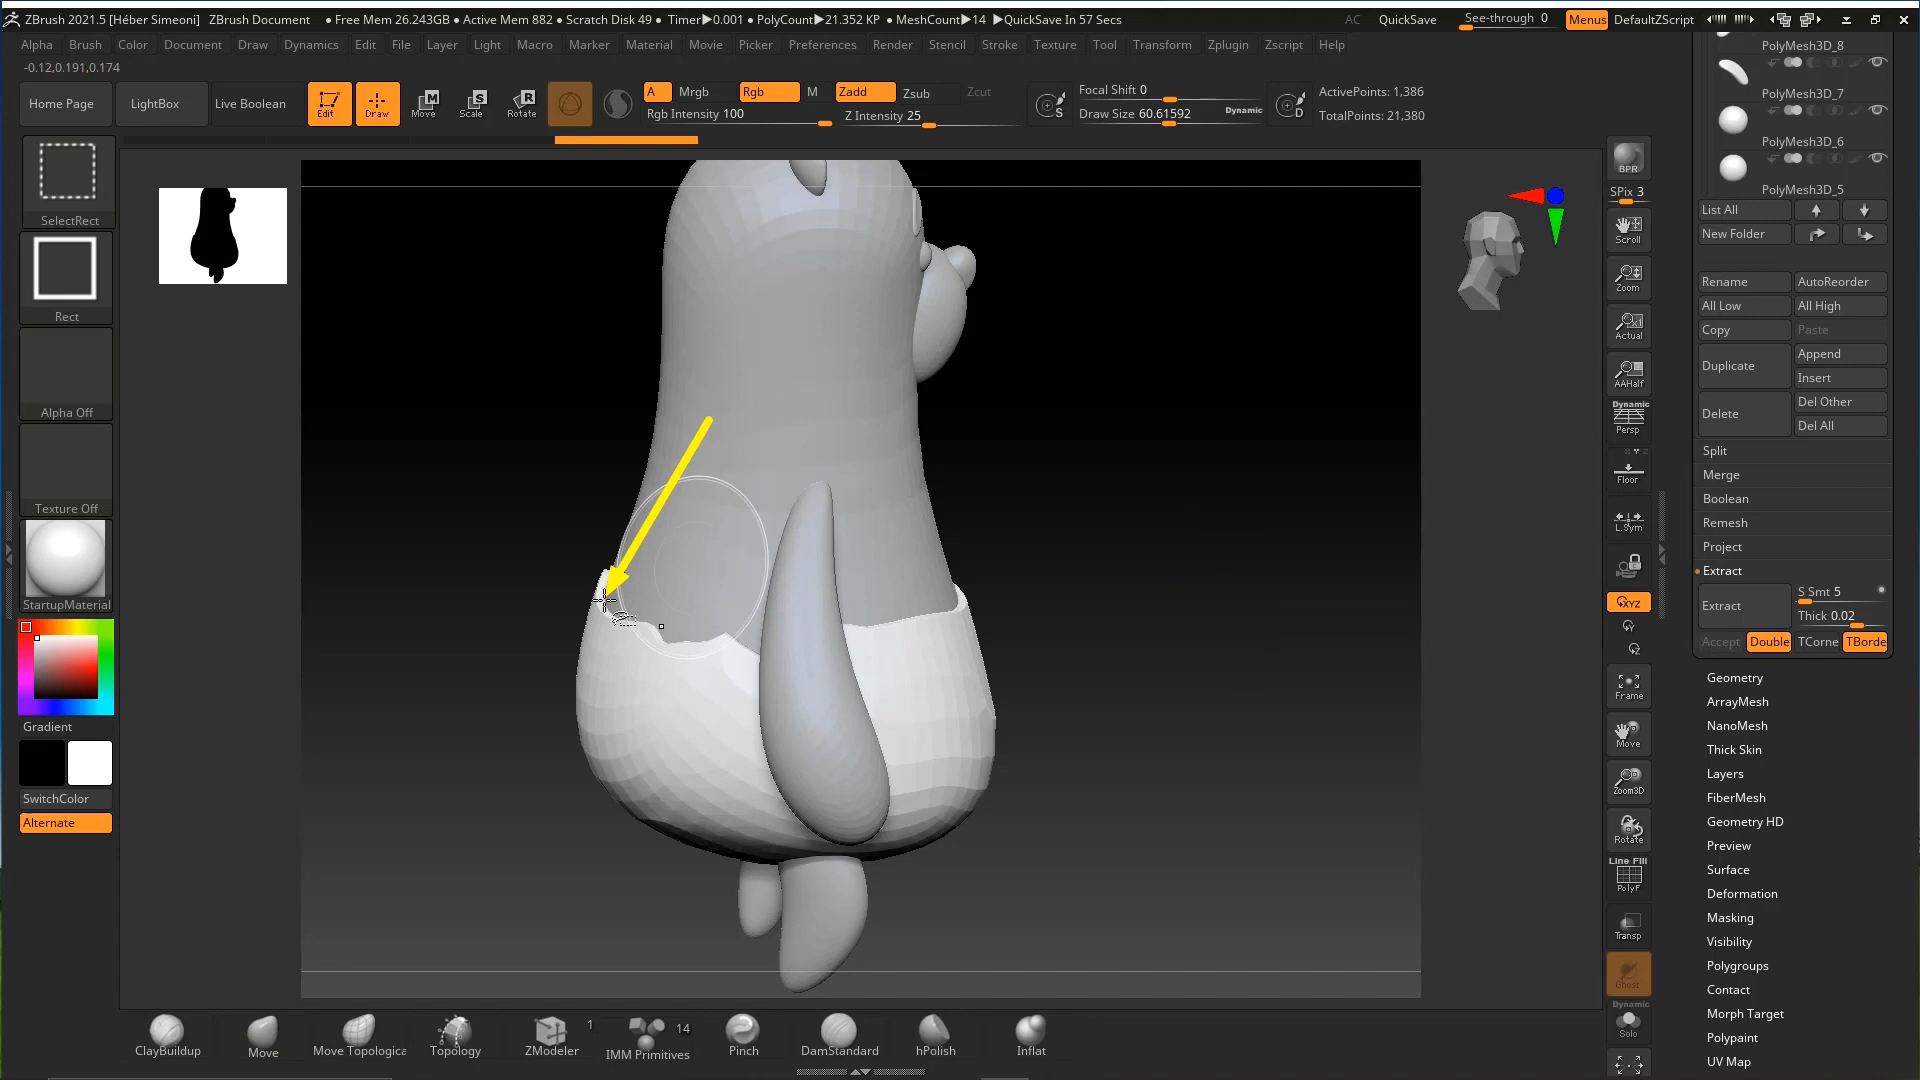 ZBrush 2021.5 [Héber Simeoni] ZBrush Document • Free Mem 26.243GB • Active Mem 882 • Scratch Disk 49 • Timer▶0.001 • PolyCount▶21.352 KP • MeshCount▶14 ▶QuickSave In 57 Secs AC QuickSave See-through 0 Menus DefaultZScript
Alpha Brush Color Document Draw Dynamics Edit File Layer Light Macro Marker Material Movie Picker Preferences Render Stencil Stroke Texture Tool Transform Zplugin Zscript Help
-0.12,0.191,0.174
Home Page LightBox Live Boolean Edit Draw Move Scale Rotate
A Mrgb Rgb M Zadd Zsub Zcut
Rgb Intensity 100 Z Intensity 25
S Focal Shift 0
Draw Size 60.61592 Dynamic D
ActivePoints: 1,386
TotalPoints: 21,380
SelectRect
Rect
Alpha Off
Texture Off
StartupMaterial
Gradient
SwitchColor
Alternate
BPR
SPix 3
Scroll
Zoom
Actual
AAHalf
Dynamic
Persp
Floor
L.Sym
XYZ
Y
Z
Frame
Move
Zoom3D
Rotate
Line Fill
PolyF
Transp
Ghost
Dynamic
Solo
PolyMesh3D_8
PolyMesh3D_7
PolyMesh3D_6
PolyMesh3D_5
List All
New Folder
Rename AutoReorder
All Low All High
Copy Paste
Duplicate Append
Insert
Delete Del Other
Del All
Split
Merge
Boolean
Remesh
Project
Extract
Extract S Smt 5
Thick 0.02
Accept Double TCorne TBorde
Geometry
ArrayMesh
NanoMesh
Thick Skin
Layers
FiberMesh
Geometry HD
Preview
Surface
Deformation
Masking
Visibility
Polygroups
Contact
Morph Target
Polypaint
UV Map
ClayBuildup Move Move Topologica Topology ZModeler 1 IMM Primitives 14 Pinch DamStandard hPolish Inflat